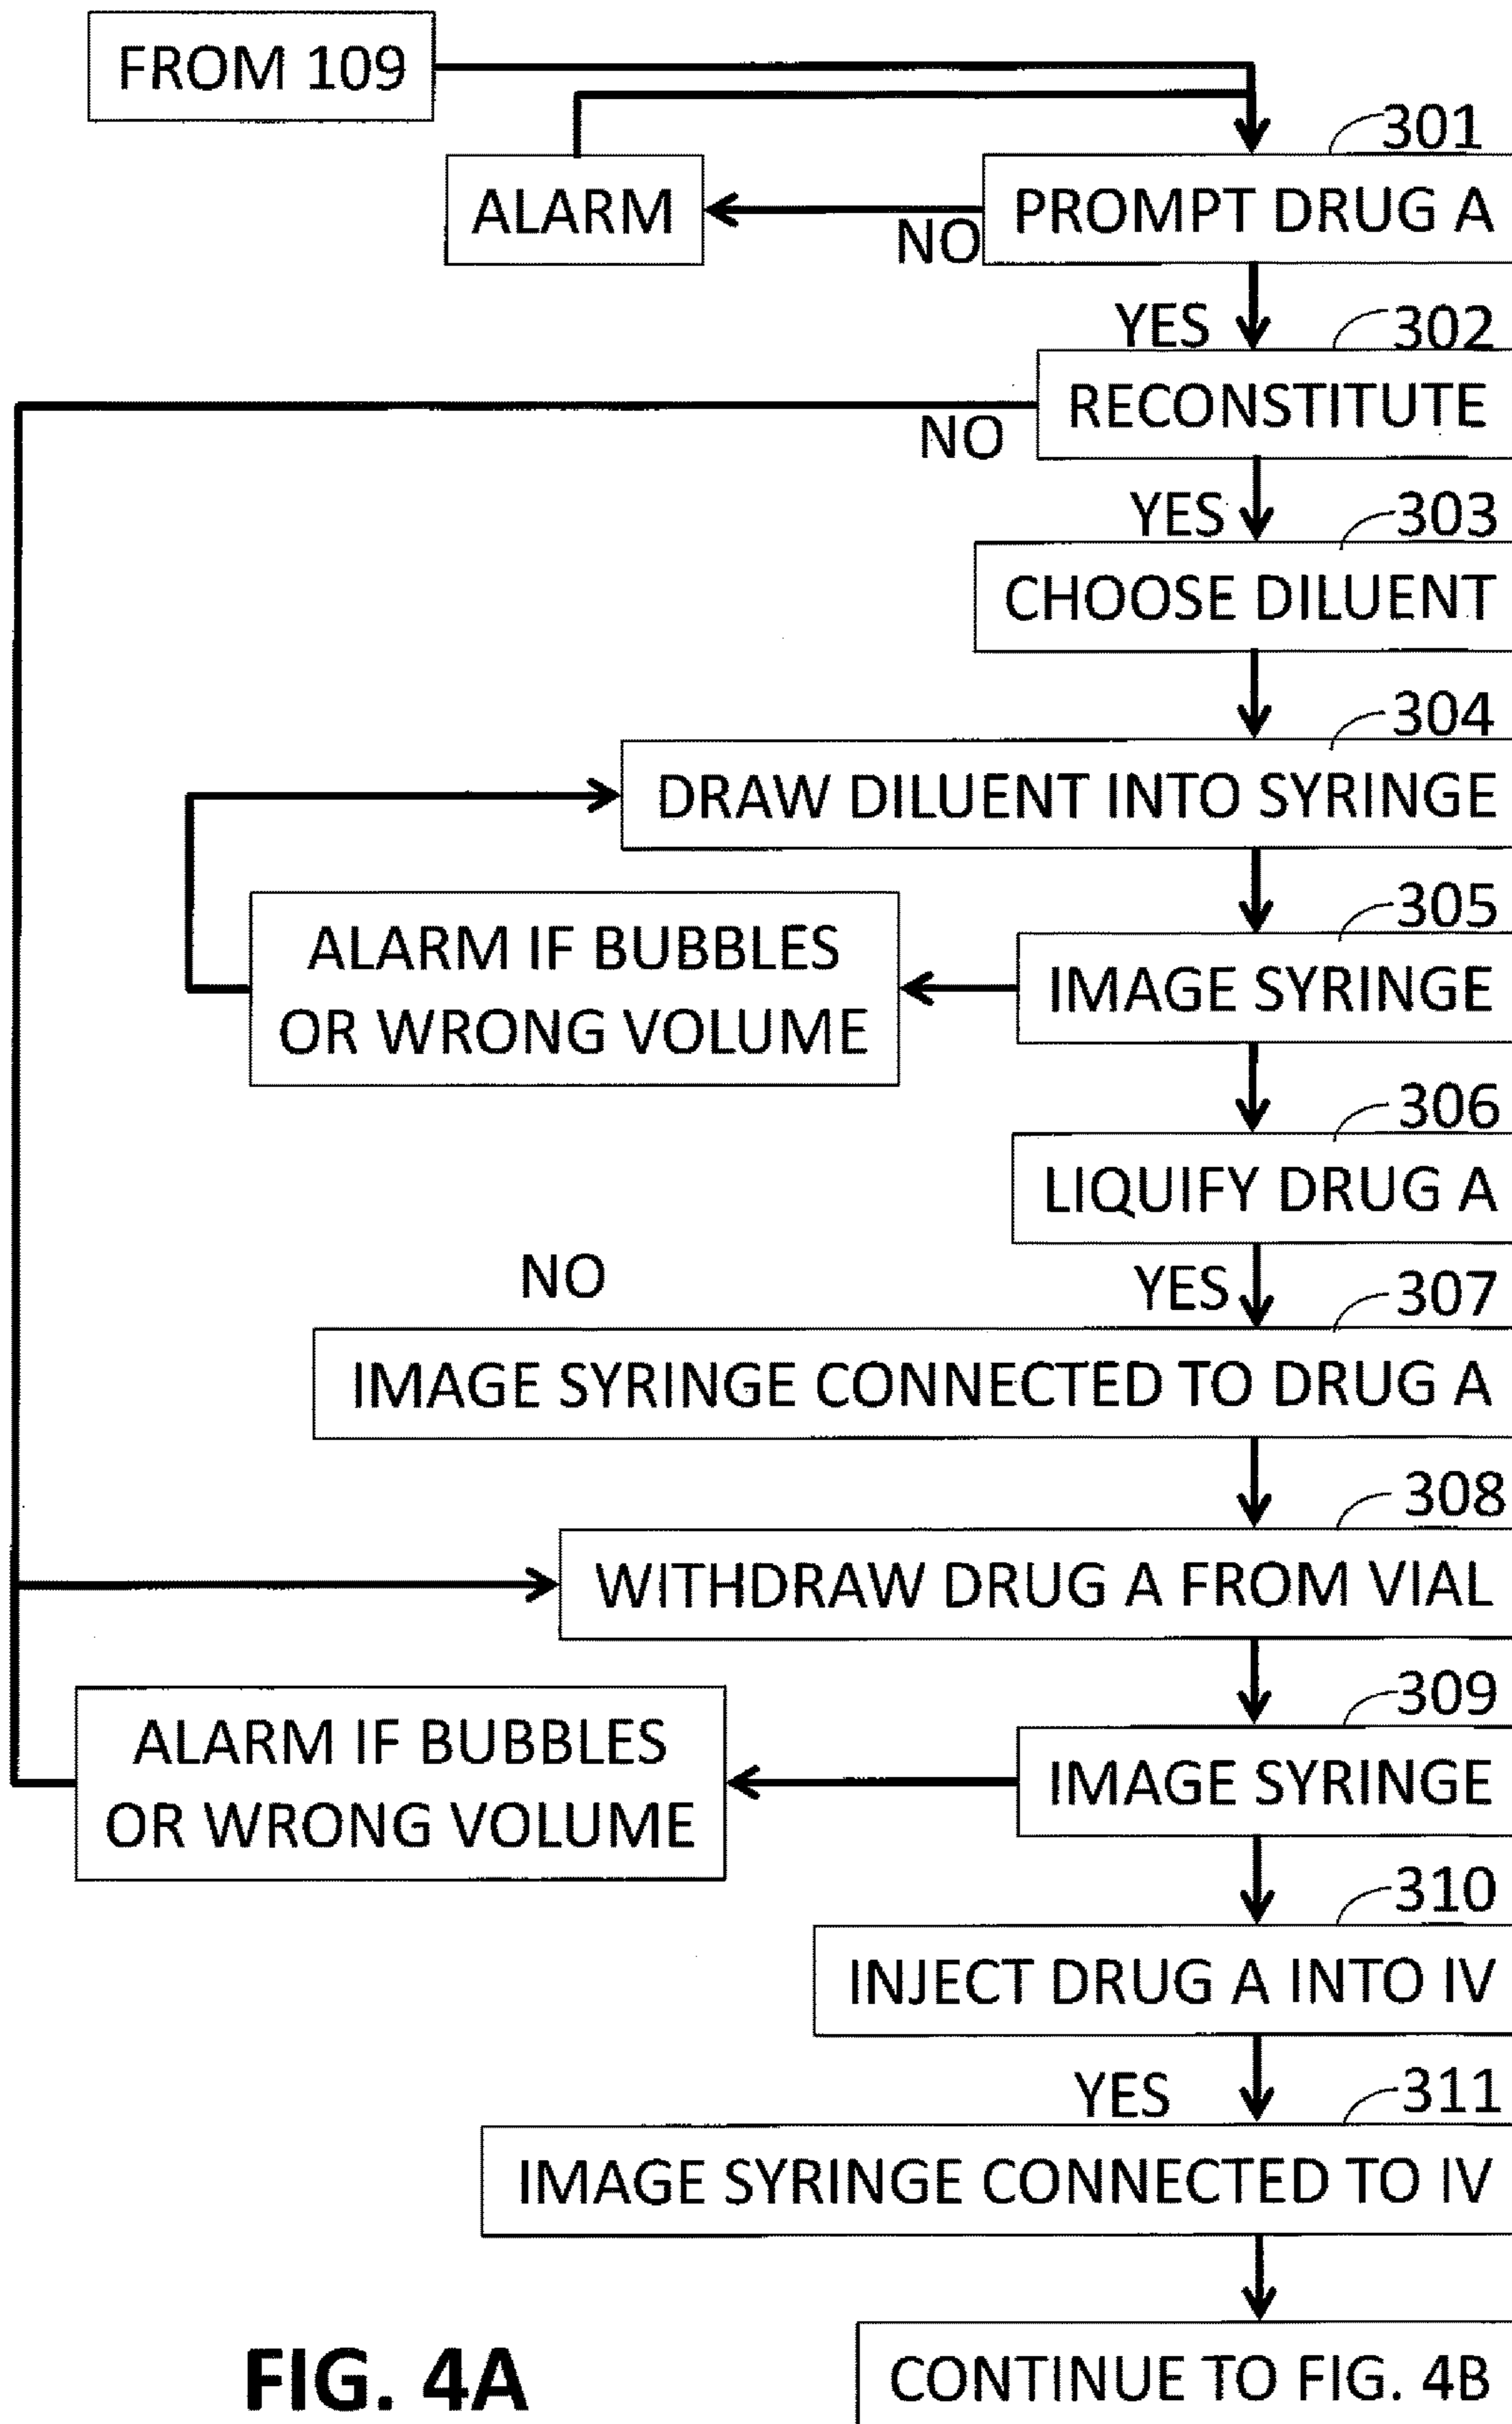 FROM 109
301
ALARM
PROMPT DRUG A
NO
YES
302
RECONSTITUTE
NO
YES
303
CHOOSE DILUENT
304
DRAW DILUENT INTO SYRINGE
305
ALARM IF BUBBLES
OR WRONG VOLUME
IMAGE SYRINGE
306
LIQUIFY DRUG A
NO
YES
307
IMAGE SYRINGE CONNECTED TO DRUG A
308
WITHDRAW DRUG A FROM VIAL
309
ALARM IF BUBBLES
OR WRONG VOLUME
IMAGE SYRINGE
310
INJECT DRUG A INTO IV
YES
311
IMAGE SYRINGE CONNECTED TO IV
FIG. 4A
CONTINUE TO FIG. 4B